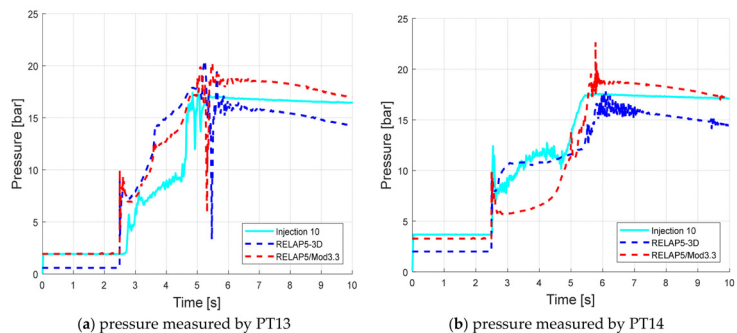 25
20
15
10
5
0
Pressure [bar]
0 1 2 3 4 5 6 7 8 9 10
Time [s]
Injection 10
RELAP5-3D
RELAP5/Mod3.3
(a) pressure measured by PT13
25
20
15
10
5
0
Pressure [bar]
0 1 2 3 4 5 6 7 8 9 10
Time [s]
Injection 10
RELAP5-3D
RELAP5/Mod3.3
(b) pressure measured by PT14